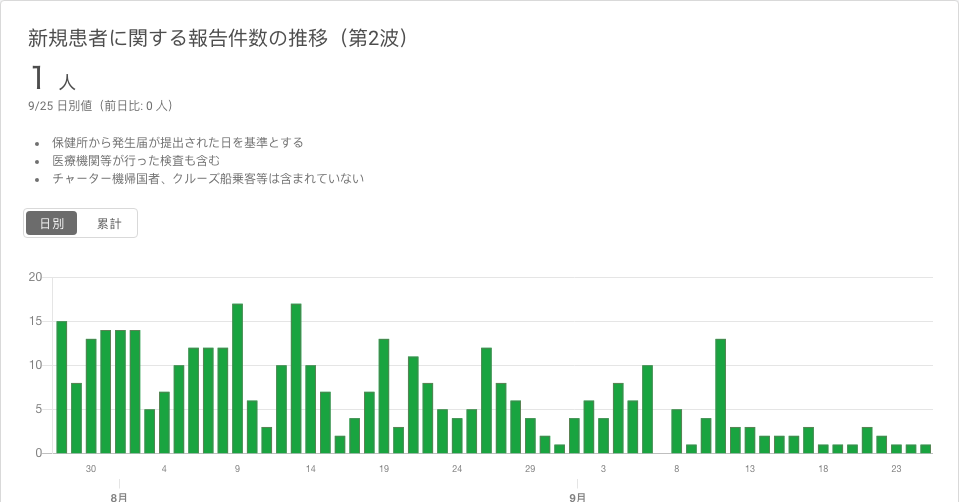 新規患者に関する報告件数の推移（第2波）
1 人
9/25 日別値（前日比: 0 人）
保健所から発生届が提出された日を基準とする
医療機関等が行った検査も含む
チャーター機帰国者、クルーズ船乗客等は含まれていない
日別 累計
20
15
10
5
0
30 4 9 14 19 24 29 3 8 13 18 23
8月 9月